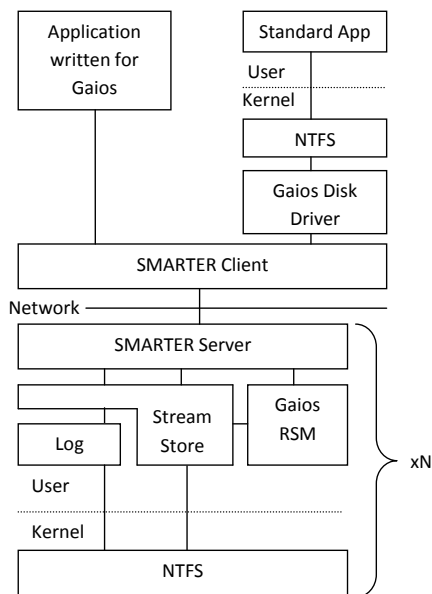 Application
written for
Gaios
Standard App
User
Kernel
NTFS
Gaios Disk
Driver
SMARTER Client
Network
SMARTER Server
Stream
Store
Gaios
RSM
Log
xN
User
Kernel
NTFS